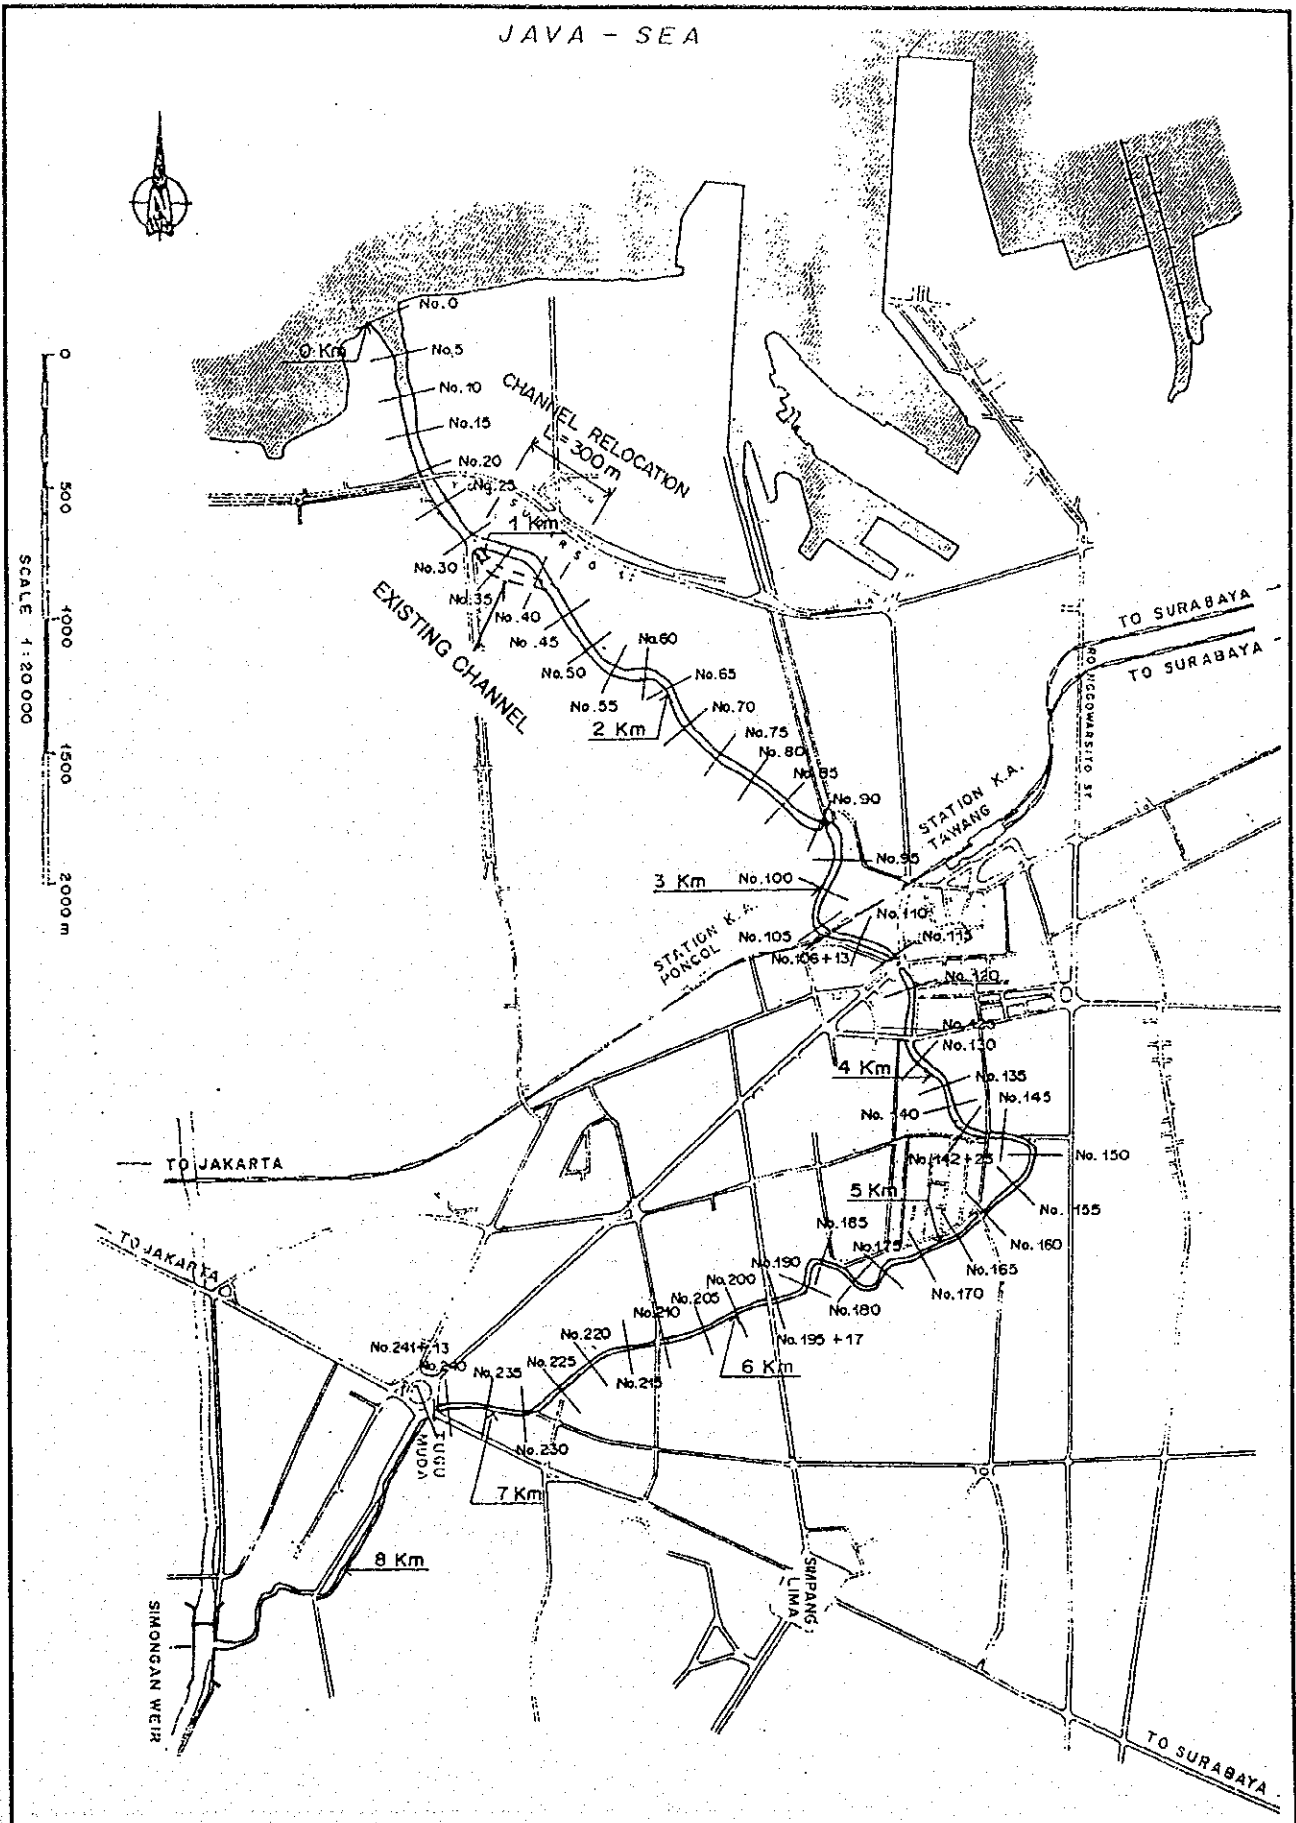 JAVA - SEA
N
No.0
0 Km
No.5
No.10
No.15
No.20
No.25
CHANNEL RELOCATION
L=300m
1 Km
No.30
No.35
No.40
No.45
EXISTING CHANNEL
No.50
No.55
No.60
No.65
2 Km
No.70
No.75
No.80
No.85
No.90
No.95
3 Km
No.100
No.105
No.106+13
No.110
No.115
No.120
No.125
No.130
4 Km
No.135
No.140
No.145
No.142+25
No.150
5 Km
No.155
No.160
No.165
No.170
No.175
No.180
No.185
No.190
No.195+17
No.200
No.205
6 Km
No.210
No.215
No.220
No.225
No.230
No.235
No.240
No.241+13
7 Km
8 Km
TUGU
MUDA
SIMPANG
LIMA
SIMONGAN WEIR
STATION K.A.
TAWANG
STATION K.A.
PONCOL
RONGGOWARSITO ST
TO SURABAYA
TO SURABAYA
TO JAKARTA
TO JAKARTA
TO SURABAYA
0
500
1000
1500
2000 m
SCALE 1:20000